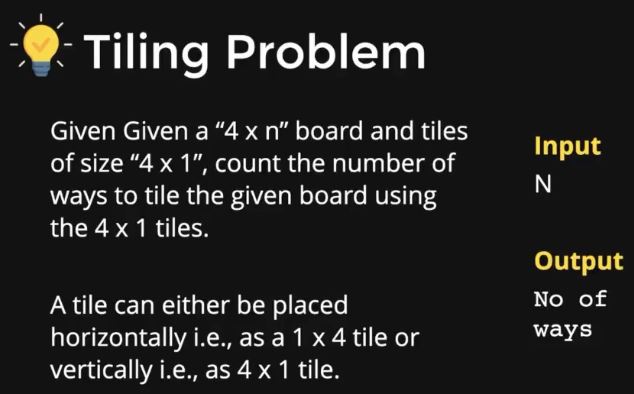 Tiling Problem
Given Given a “4 x n” board and tiles
of size “4 x 1”, count the number of
ways to tile the given board using
the 4 x 1 tiles.
A tile can either be placed
horizontally i.e., as a 1 x 4 tile or
vertically i.e., as 4 x 1 tile.
Input
N
Output
No of
ways